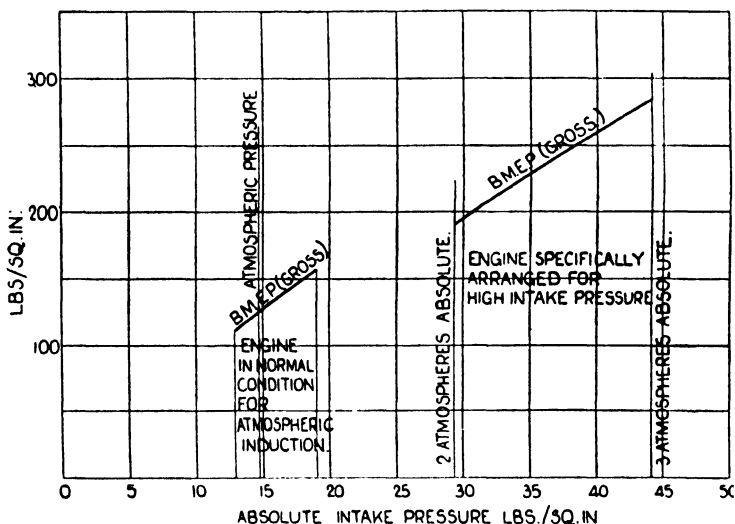 300
200
100
LBS/SQ.IN.
ATMOSPHERIC PRESSURE
B.M.E.P (GROSS)
ENGINE
IN NORMAL
CONDITION
FOR
ATMOSPHERIC
INDUCTION.
B.M.E.P (GROSS.)
2 ATMOSPHERES ABSOLUTE.
ENGINE SPECIFICALLY
ARRANGED FOR
HIGH INTAKE PRESSURE
3 ATMOSPHERES ABSOLUTE.
0 5 10 15 20 25 30 35 40 45 50
ABSOLUTE INTAKE PRESSURE LBS./SQ.IN